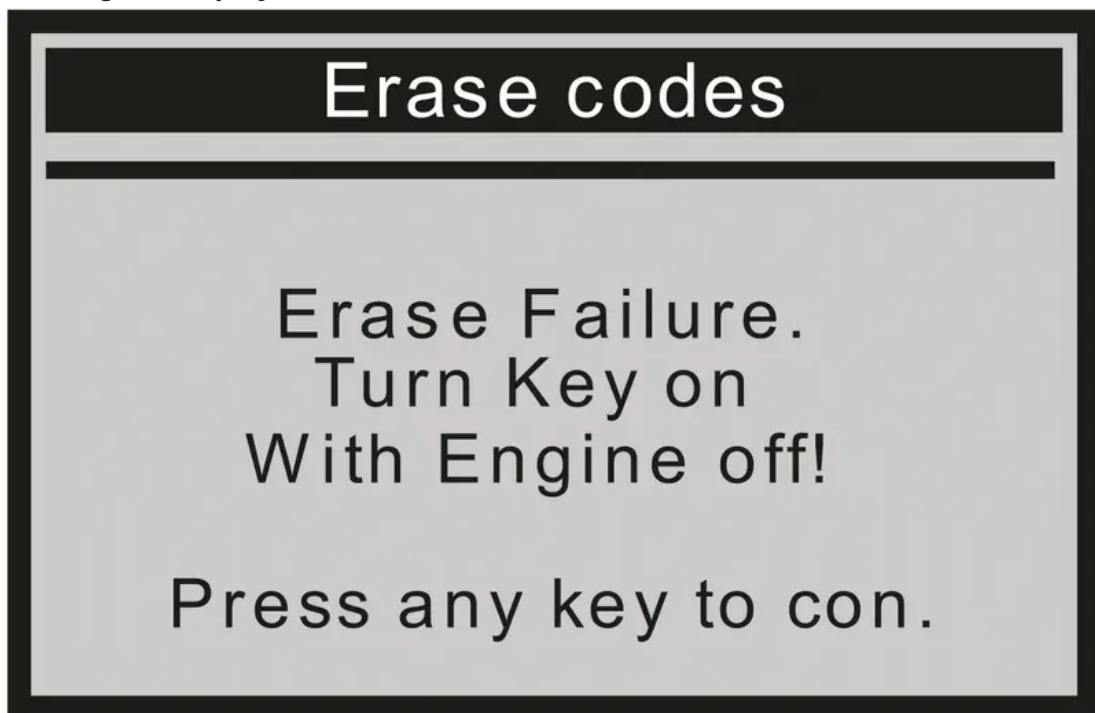 Erase codes
Erase Failure.
Turn Key on
With Engine off!
Press any key to con.